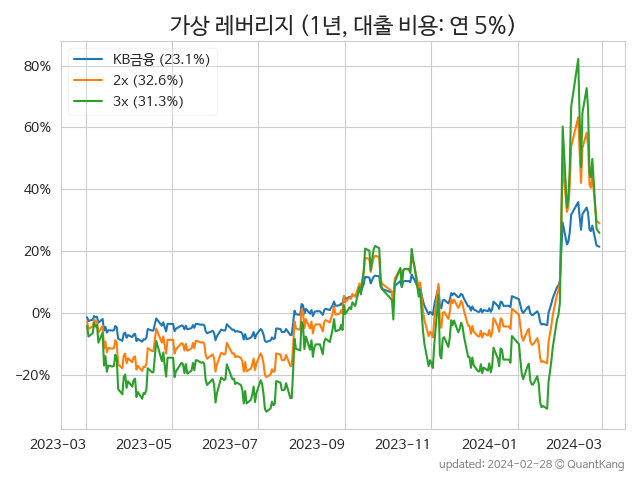 가상 레버리지 (1년, 대출 비용: 연 5%)
KB금융 (23.1%)
2x (32.6%)
3x (31.3%)
80%
60%
40%
20%
0%
−20%
2023-03 2023-05 2023-07 2023-09 2023-11 2024-01 2024-03
updated: 2024-02-28 © QuantKang